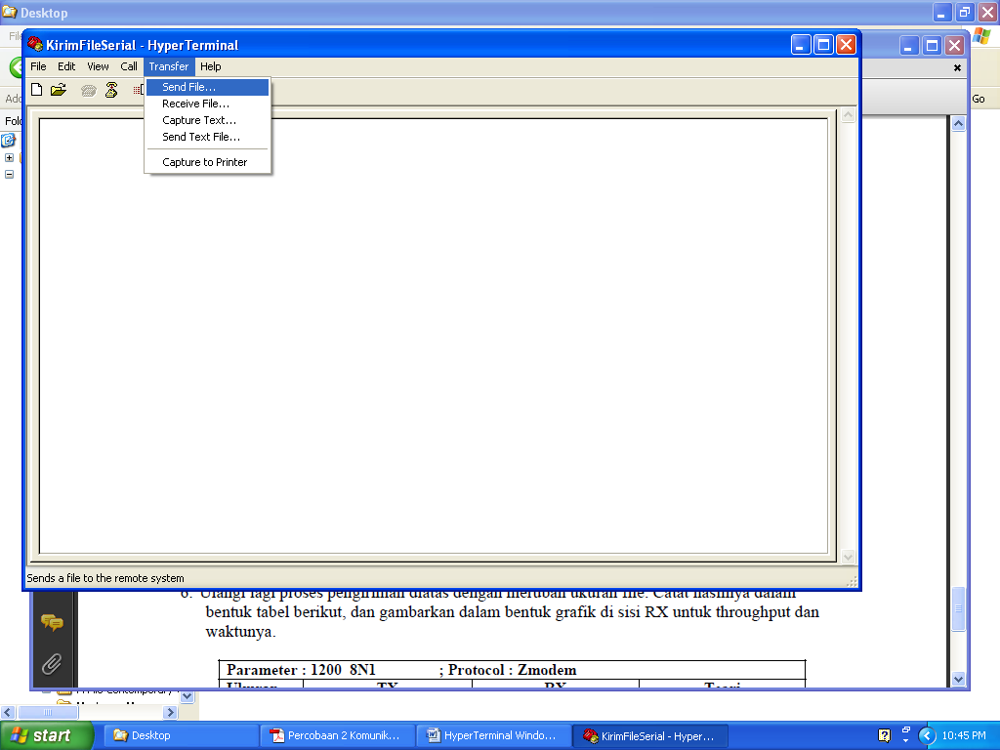 Desktop
KirimFileSerial - HyperTerminal
File Edit View Call Transfer Help
Send File...
Receive File...
Capture Text...
Send Text File...
Capture to Printer
Go
Sends a file to the remote system
6. Ulangi lagi proses pengiriman diatas dengan merubah ukuran file. Catat hasilnya dalam
bentuk tabel berikut, dan gambarkan dalam bentuk grafik di sisi RX untuk throughput dan
waktunya.
Parameter : 1200 8N1 ; Protocol : Zmodem
Ukuran TX RX Teori
start
Desktop
Percobaan 2 Komunik...
HyperTerminal Windo...
KirimFileSerial - Hyper...
10:45 PM